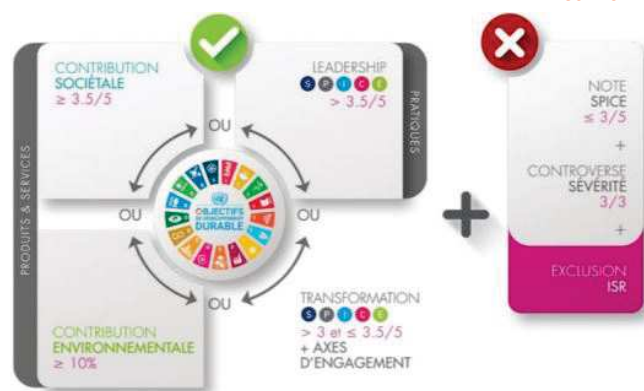 CONTRIBUTION
SOCIÉTALE
≥ 3.5/5
LEADERSHIP
S P I C E
> 3.5/5
PRODUITS & SERVICES
PRATIQUES
OU
OU
OU
OU
OBJECTIFS
DE DÉVELOPPEMENT
DURABLE
CONTRIBUTION
ENVIRONNEMENTALE
≥ 10%
TRANSFORMATION
S P I C E
> 3 et ≤ 3.5/5
+ AXES
D'ENGAGEMENT
+
NOTE
SPICE
≤ 3/5
+
CONTROVERSE
SÉVÉRITÉ
3/3
+
EXCLUSION
ISR